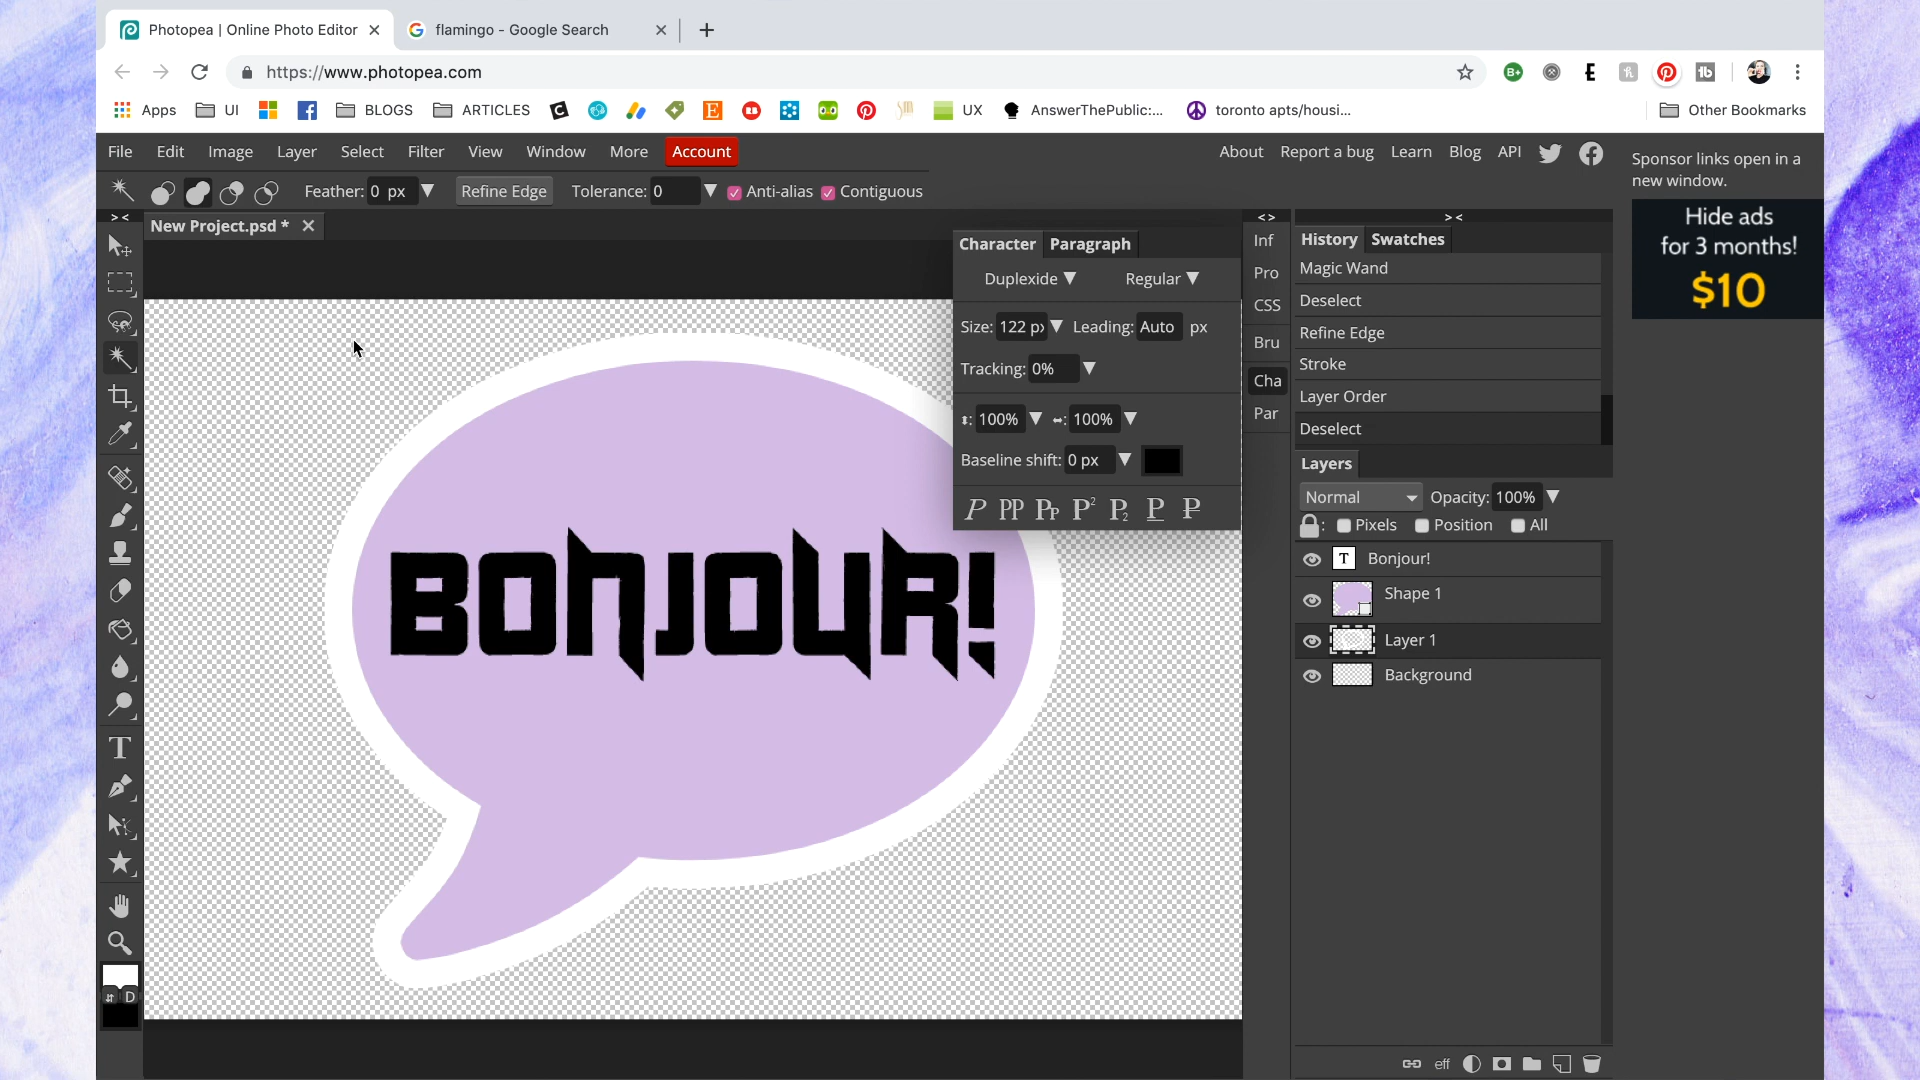 Photopea | Online Photo Editor
flamingo - Google Search
https://www.photopea.com
Apps UI BLOGS ARTICLES UX AnswerThePublic:... toronto apts/housi... Other Bookmarks
File Edit Image Layer Select Filter View Window More Account About Report a bug Learn Blog API
Feather: 0 px Refine Edge Tolerance: 0 Anti-alias Contiguous
Sponsor links open in a
new window.
Hide ads
for 3 months!
$10
New Project.psd *
Character Paragraph
Duplexide Regular
Size: 122 px Leading: Auto px
Tracking: 0%
100% 100%
Baseline shift: 0 px
Inf
Pro
CSS
Bru
Cha
Par
History Swatches
Magic Wand
Deselect
Refine Edge
Stroke
Layer Order
Deselect
Layers
Normal Opacity: 100%
Pixels Position All
Bonjour!
Shape 1
Layer 1
Background
BONJOUR!
D
eff